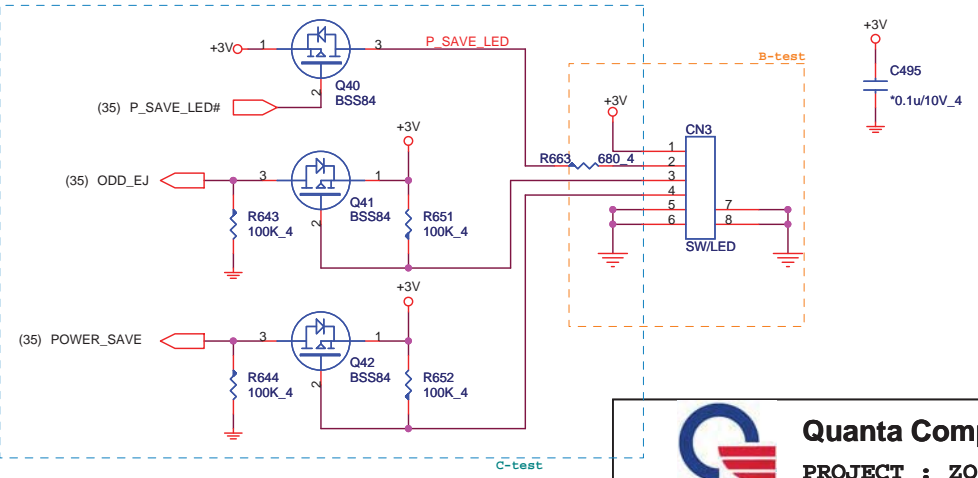 +3V
1
3
P_SAVE_LED
2
Q40
BSS84
(35) P_SAVE_LED#
+3V
C495
*0.1u/10V_4
B-test
+3V
CN3
R663
680_4
1
2
3
4
5
6
7
8
SW/LED
+3V
(35) ODD_EJ
3
1
2
Q41
BSS84
R643
100K_4
R651
100K_4
+3V
(35) POWER_SAVE
3
1
2
Q42
BSS84
R644
100K_4
R652
100K_4
C-test
Quanta Comp
PROJECT : ZO